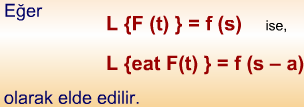 Eğer
L {F (t) } = f (s) ise,
L {eat F(t) } = f (s – a)
olarak elde edilir.